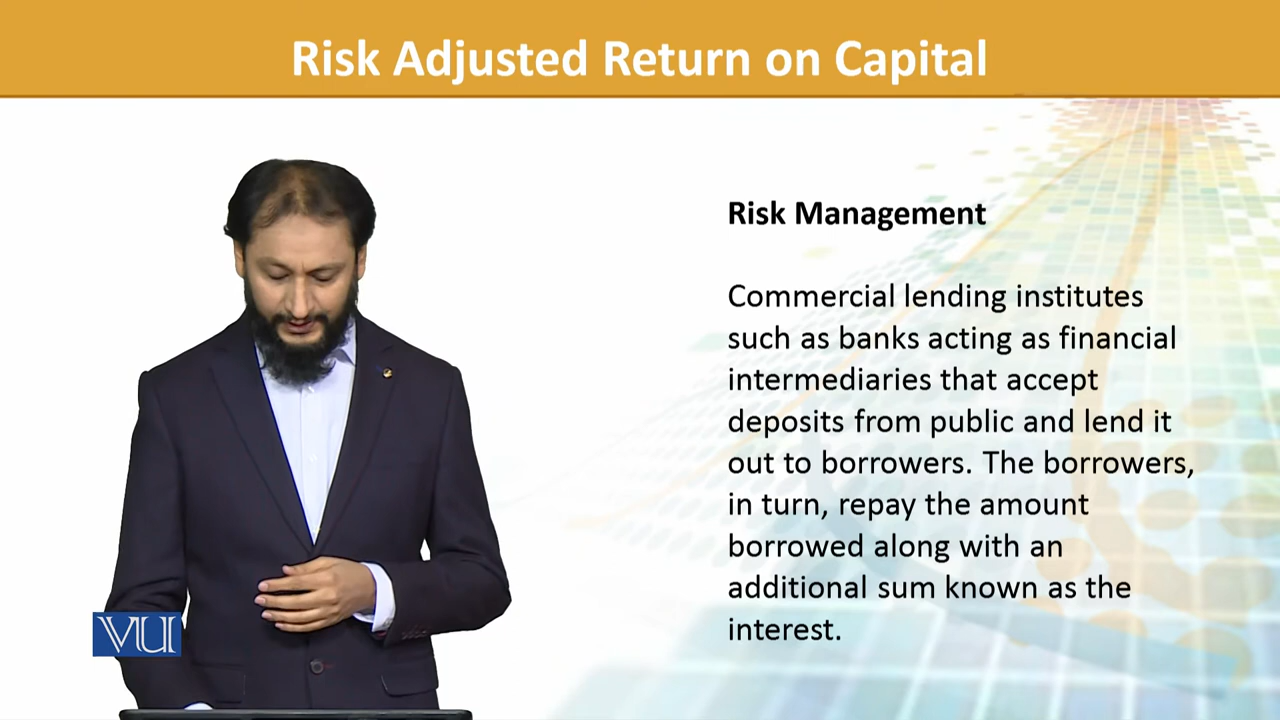 Risk Adjusted Return on Capital
Risk Management
Commercial lending institutes
such as banks acting as financial
intermediaries that accept
deposits from public and lend it
out to borrowers. The borrowers,
in turn, repay the amount
borrowed along with an
additional sum known as the
interest.
VU